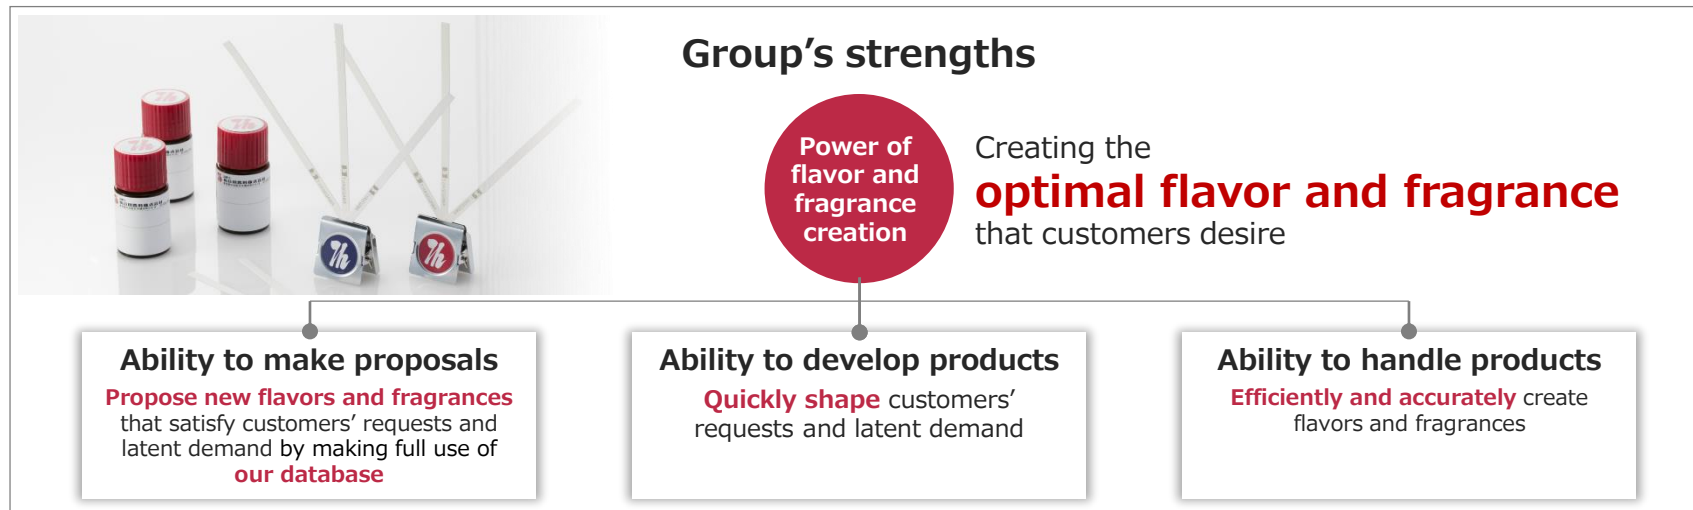 Group’s strengths
Power of
flavor and
fragrance
creation
Creating the
optimal flavor and fragrance
that customers desire
Ability to make proposals
Propose new flavors and fragrances
that satisfy customers’ requests and
latent demand by making full use of
our database
Ability to develop products
Quickly shape customers’
requests and latent demand
Ability to handle products
Efficiently and accurately create
flavors and fragrances